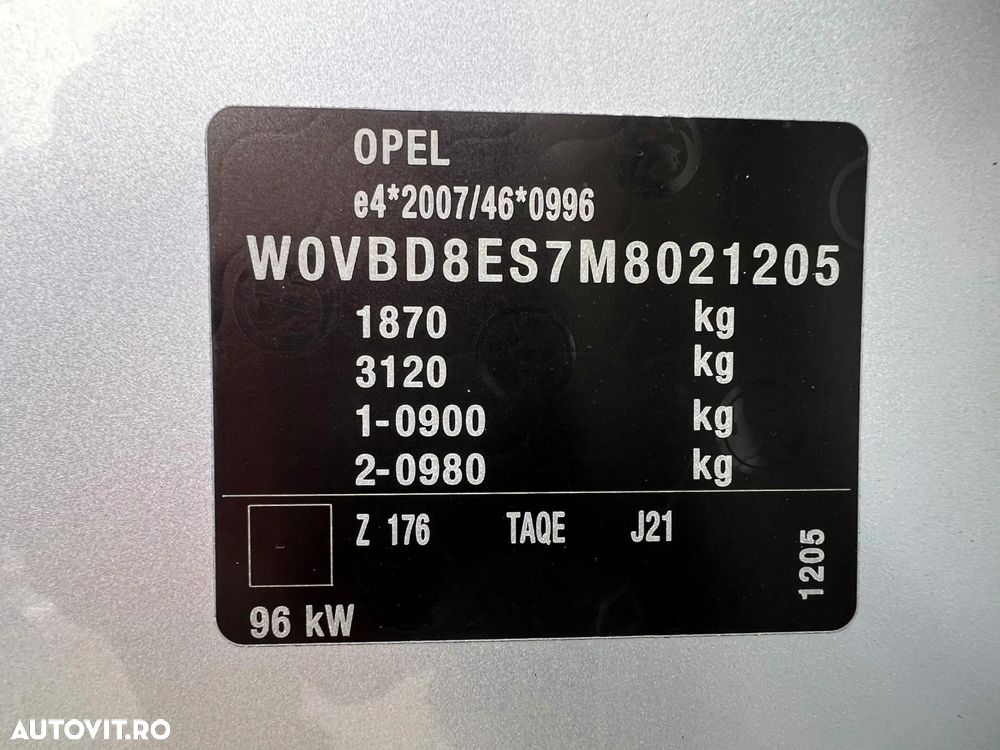 OPEL
e4*2007/46*0996
W0VBD8ES7M8021205
1870 kg
3120 kg
1-0900 kg
2-0980 kg
Z 176 TAQE J21
1205
96 kW
AUTOVIT.RO